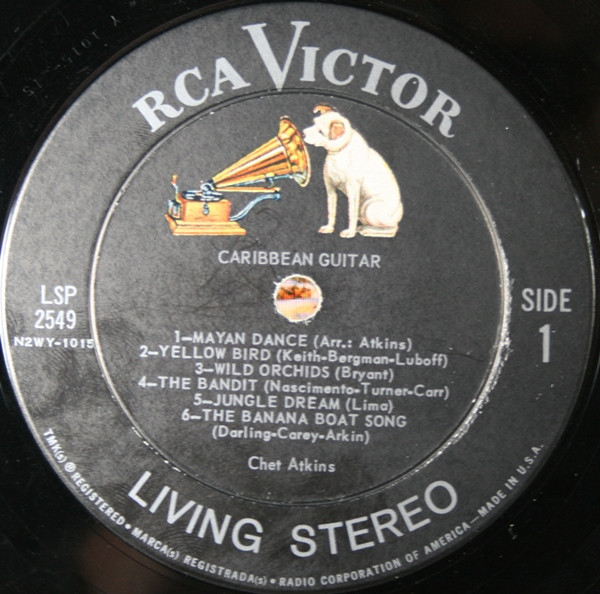 RCA VICTOR
CARIBBEAN GUITAR
LSP
2549
N2WY-1015
SIDE
1
1—MAYAN DANCE (Arr.: Atkins)
2—YELLOW BIRD (Keith-Bergman-Luboff)
3—WILD ORCHIDS (Bryant)
4—THE BANDIT (Nascimento-Turner-Carr)
5—JUNGLE DREAM (Lima)
6—THE BANANA BOAT SONG
(Darling-Carey-Arkin)
Chet Atkins
LIVING STEREO
TMK(s) ® REGISTERED • MARCA(s) REGISTRADA(s) • RADIO CORPORATION OF AMERICA—MADE IN U.S.A.